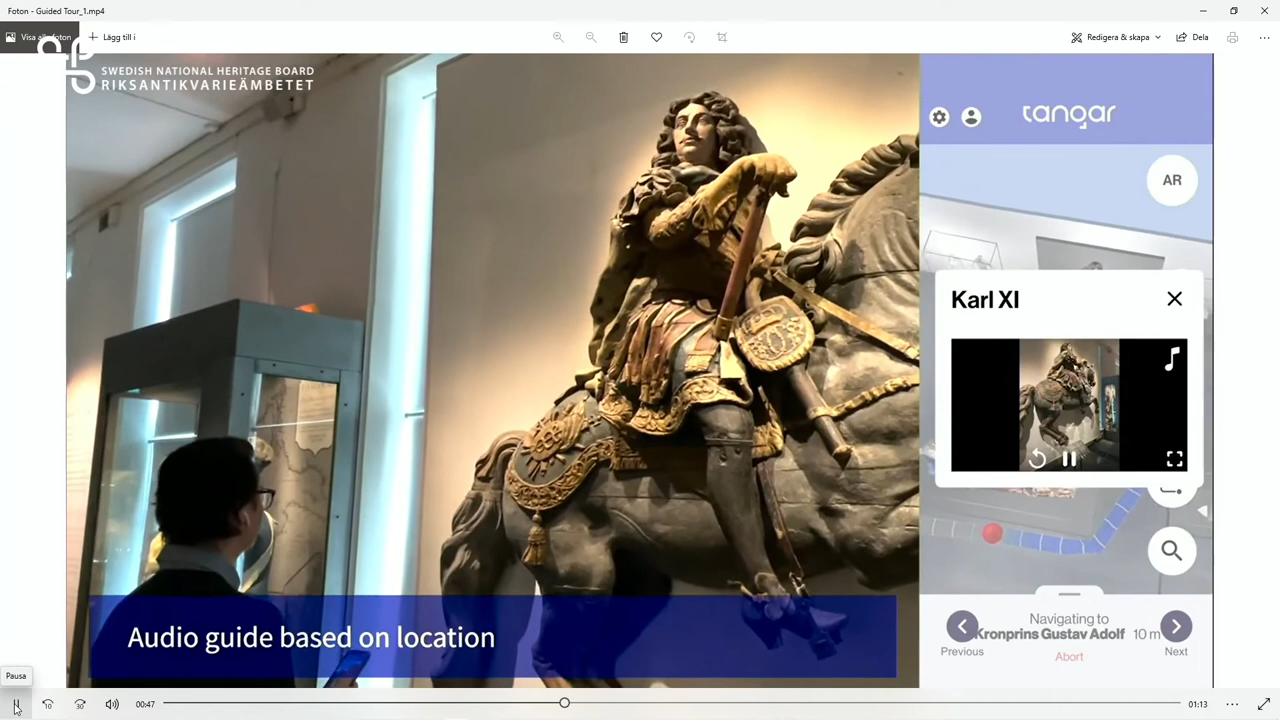 Foton - Guided Tour_1.mp4
Visa alla foton
Lägg till i
Redigera & skapa
Dela
SWEDISH NATIONAL HERITAGE BOARD
RIKSANTIKVARIEÄMBETET
tangar
AR
Karl XI
Audio guide based on location
Navigating to
Kronprins Gustav Adolf 10 m
Previous
Next
Abort
Pausa
10
30
00:47
01:13